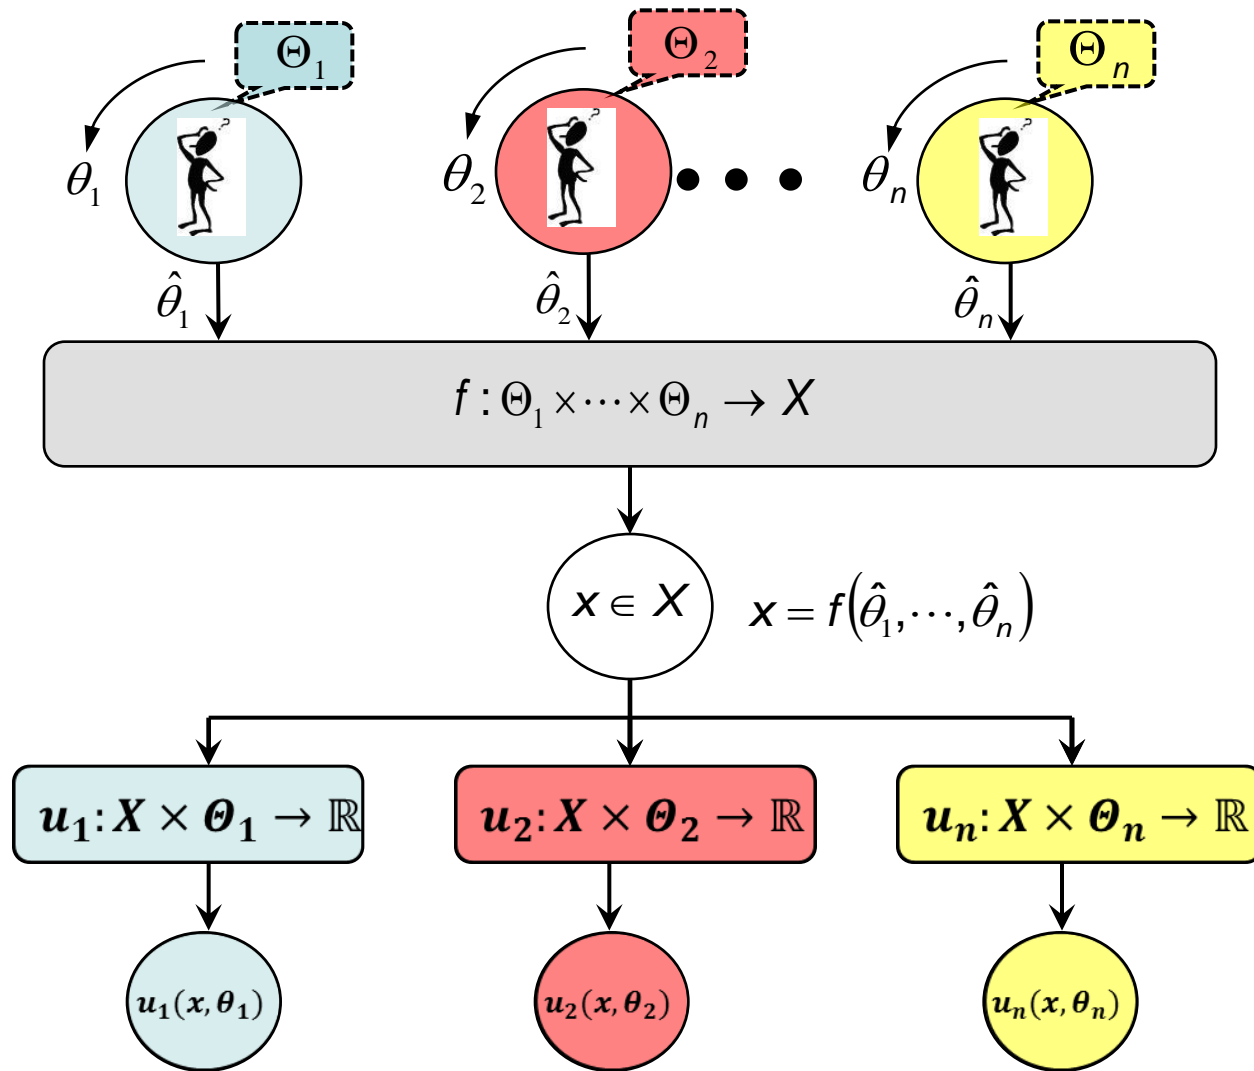 Θ₁ Θ₂ Θₙ
? ? ?
θ₁ θ₂ • • • θₙ
θ̂₁ θ̂₂ θ̂ₙ
f : Θ₁ × ⋯ × Θₙ → X
x ∈ X x = f(θ̂₁, ⋯, θ̂ₙ)
u₁: X × Θ₁ → ℝ u₂: X × Θ₂ → ℝ uₙ: X × Θₙ → ℝ
u₁(x, θ₁) u₂(x, θ₂) uₙ(x, θₙ)